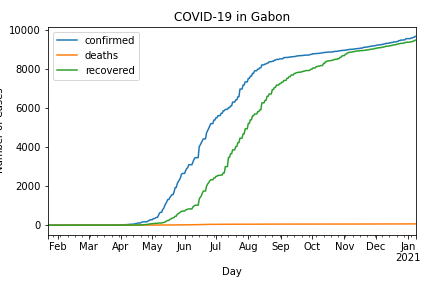 COVID-19 in Gabon
confirmed
deaths
recovered
10000
8000
6000
4000
2000
0
Feb Mar Apr May Jun Jul Aug Sep Oct Nov Dec Jan
2021
Day